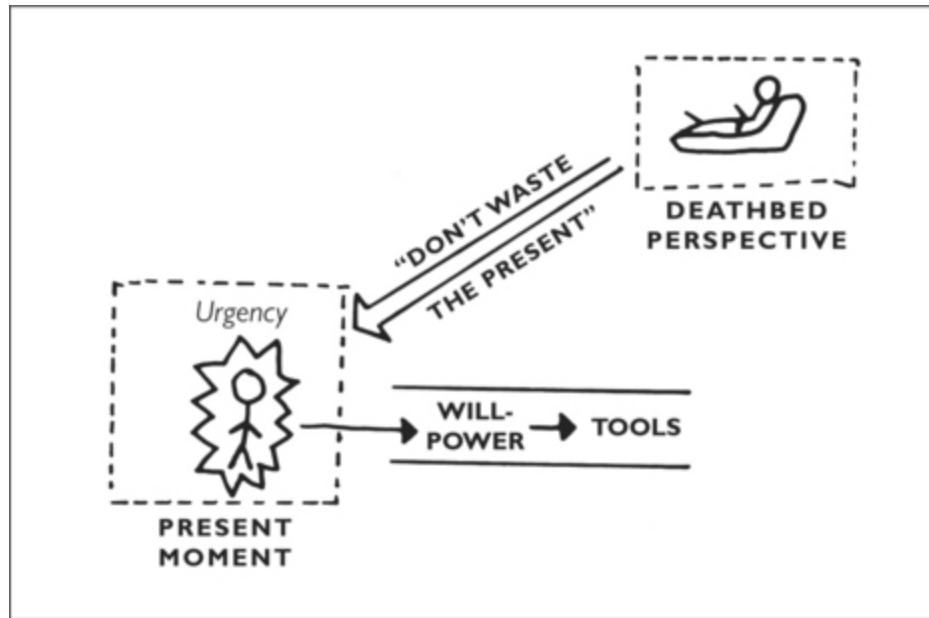 DEATHBED
PERSPECTIVE
“DON'T WASTE
THE PRESENT”
Urgency
WILL-
POWER
TOOLS
PRESENT
MOMENT